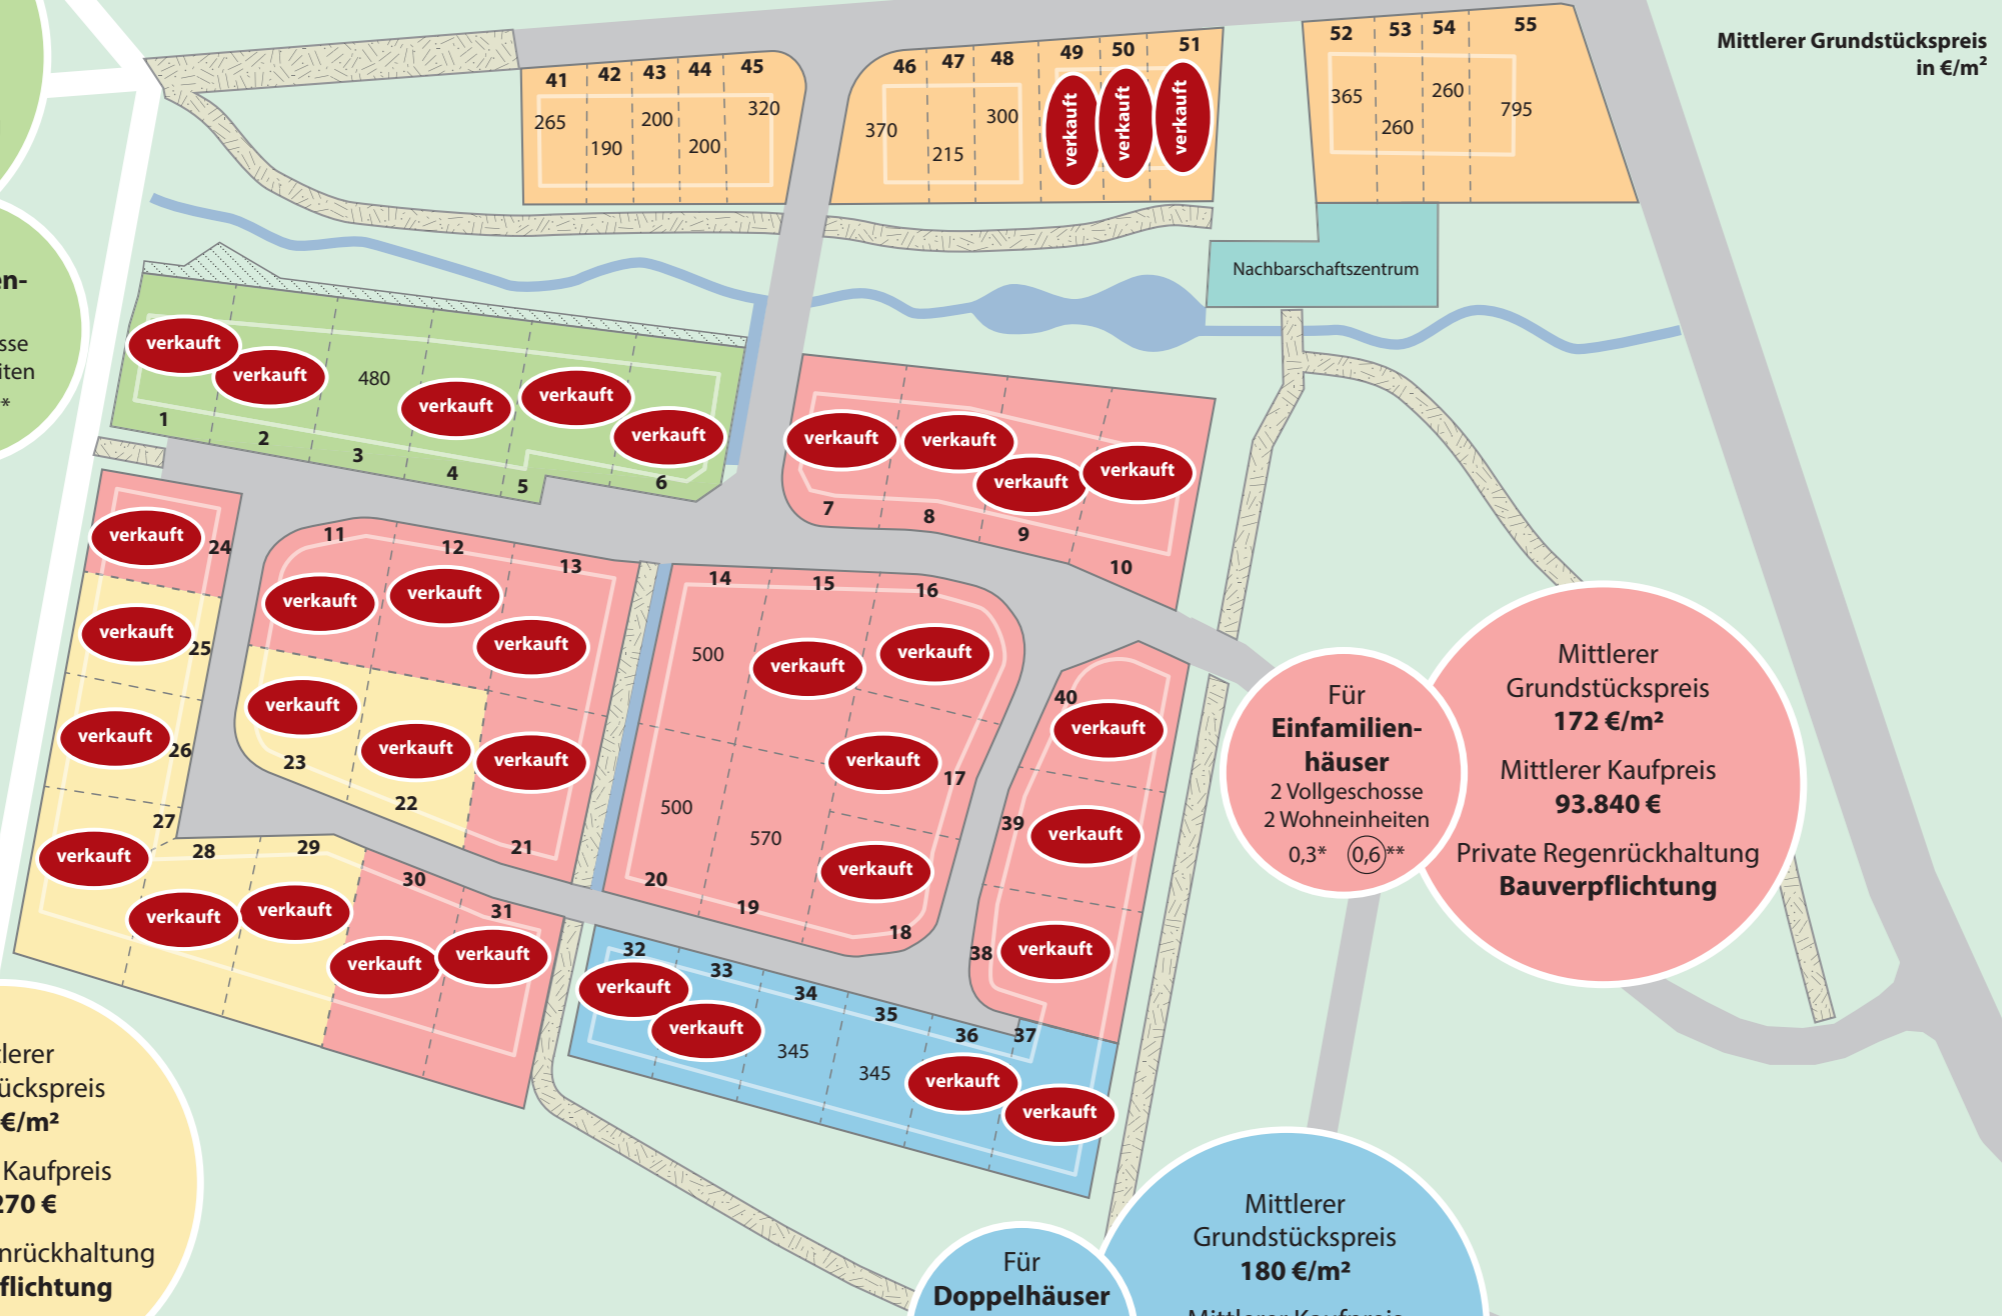 Mittlerer Grundstückspreis
in €/m²
41 42 43 44 45
265 190 200 200 320
46 47 48 49 50 51
370 215 300 verkauft verkauft verkauft
52 53 54 55
365 260 260 795
Nachbarschaftszentrum
en-
sse
iten
*
verkauft verkauft 480 verkauft verkauft verkauft
1 2 3 4 5 6
verkauft verkauft verkauft verkauft
7 8 9 10
verkauft 24
verkauft 25
verkauft 26
27
verkauft
11 12 13
verkauft verkauft verkauft
verkauft verkauft verkauft
23 22 21
14 15 16
500 verkauft verkauft
verkauft 17
500 570 verkauft
20 19 18
40
verkauft
39 verkauft
38 verkauft
28 29 30 31
verkauft verkauft verkauft verkauft
32 33 34 35 36 37
verkauft verkauft 345 345 verkauft verkauft
Für
Einfamilien-
häuser
2 Vollgeschosse
2 Wohneinheiten
0,3* 0,6**
Mittlerer
Grundstückspreis
172 €/m²
Mittlerer Kaufpreis
93.840 €
Private Regenrückhaltung
Bauverpflichtung
tlerer
ückspreis
€/m²
Kaufpreis
270 €
nrückhaltung
flichtung
Für
Doppelhäuser
Mittlerer
Grundstückspreis
180 €/m²
Mittlerer Kaufpreis